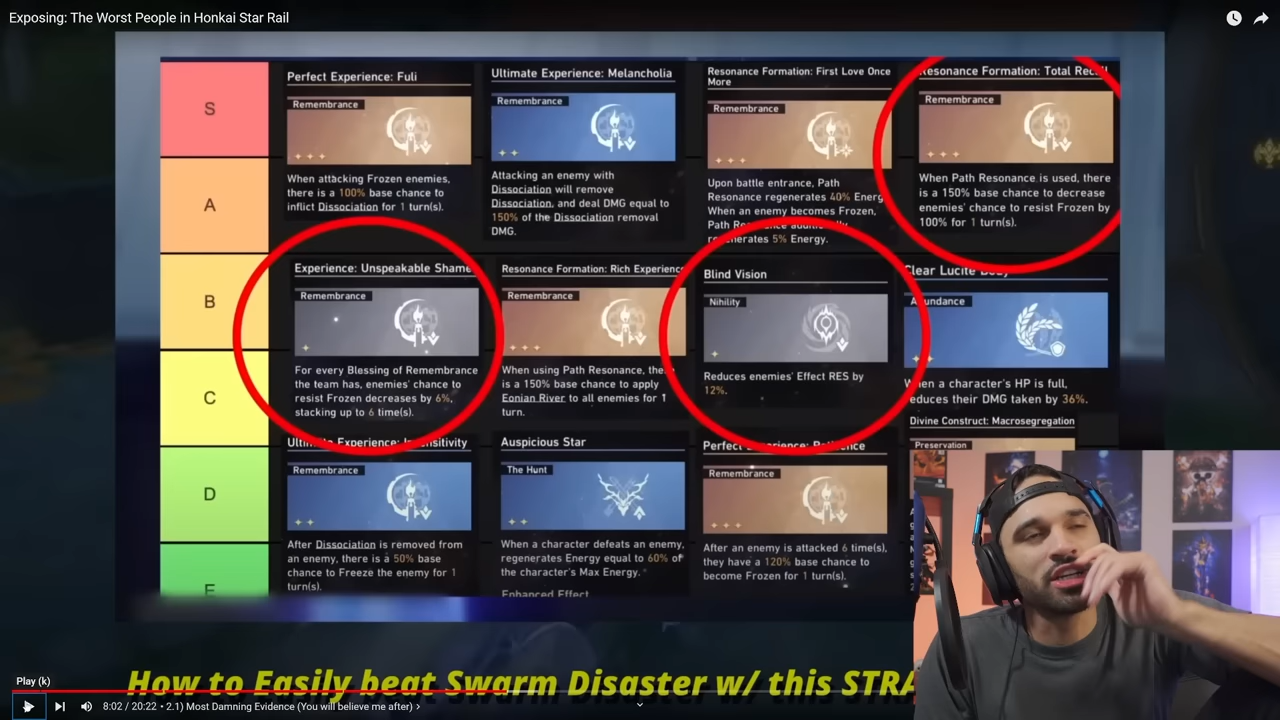 Exposing: The Worst People in Honkai Star Rail
S
A
B
C
D
E
Perfect Experience: Fuli
Remembrance
When attacking Frozen enemies,
there is a 100% base chance to
inflict Dissociation for 1 turn(s).
Ultimate Experience: Melancholia
Remembrance
Attacking an enemy with
Dissociation will remove
Dissociation, and deal DMG equal to
150% of the Dissociation removal
DMG.
Resonance Formation: First Love Once
More
Remembrance
Upon battle entrance, Path
Resonance regenerates 40% Energ
When an enemy becomes Frozen,
Path Resonance additionally
regenerates 5% Energy.
Resonance Formation: Total Recall
Remembrance
When Path Resonance is used, there
is a 150% base chance to decrease
enemies' chance to resist Frozen by
100% for 1 turn(s).
Experience: Unspeakable Shame
Remembrance
For every Blessing of Remembrance
the team has, enemies' chance to
resist Frozen decreases by 6%,
stacking up to 6 time(s).
Resonance Formation: Rich Experience
Remembrance
When using Path Resonance, there
is a 150% base chance to apply
Eonian River to all enemies for 1
turn.
Blind Vision
Nihility
Reduces enemies' Effect RES by
12%.
Clear Lucite Body
Abundance
When a character's HP is full,
reduces their DMG taken by 36%.
Ultimate Experience: Insensitivity
Remembrance
After Dissociation is removed from
an enemy, there is a 50% base
chance to Freeze the enemy for 1
turn(s).
Auspicious Star
The Hunt
When a character defeats an enemy,
regenerates Energy equal to 60% of
the character's Max Energy.
Enhanced Effect
Perfect Experience: Reticence
Remembrance
After an enemy is attacked 6 time(s),
they have a 120% base chance to
become Frozen for 1 turn(s).
Divine Construct: Macrosegregation
Preservation
How to Easily beat Swarm Disaster w/ this STRA
Play (k)
8:02 / 20:22 • 2.1) Most Damning Evidence (You will believe me after) ›